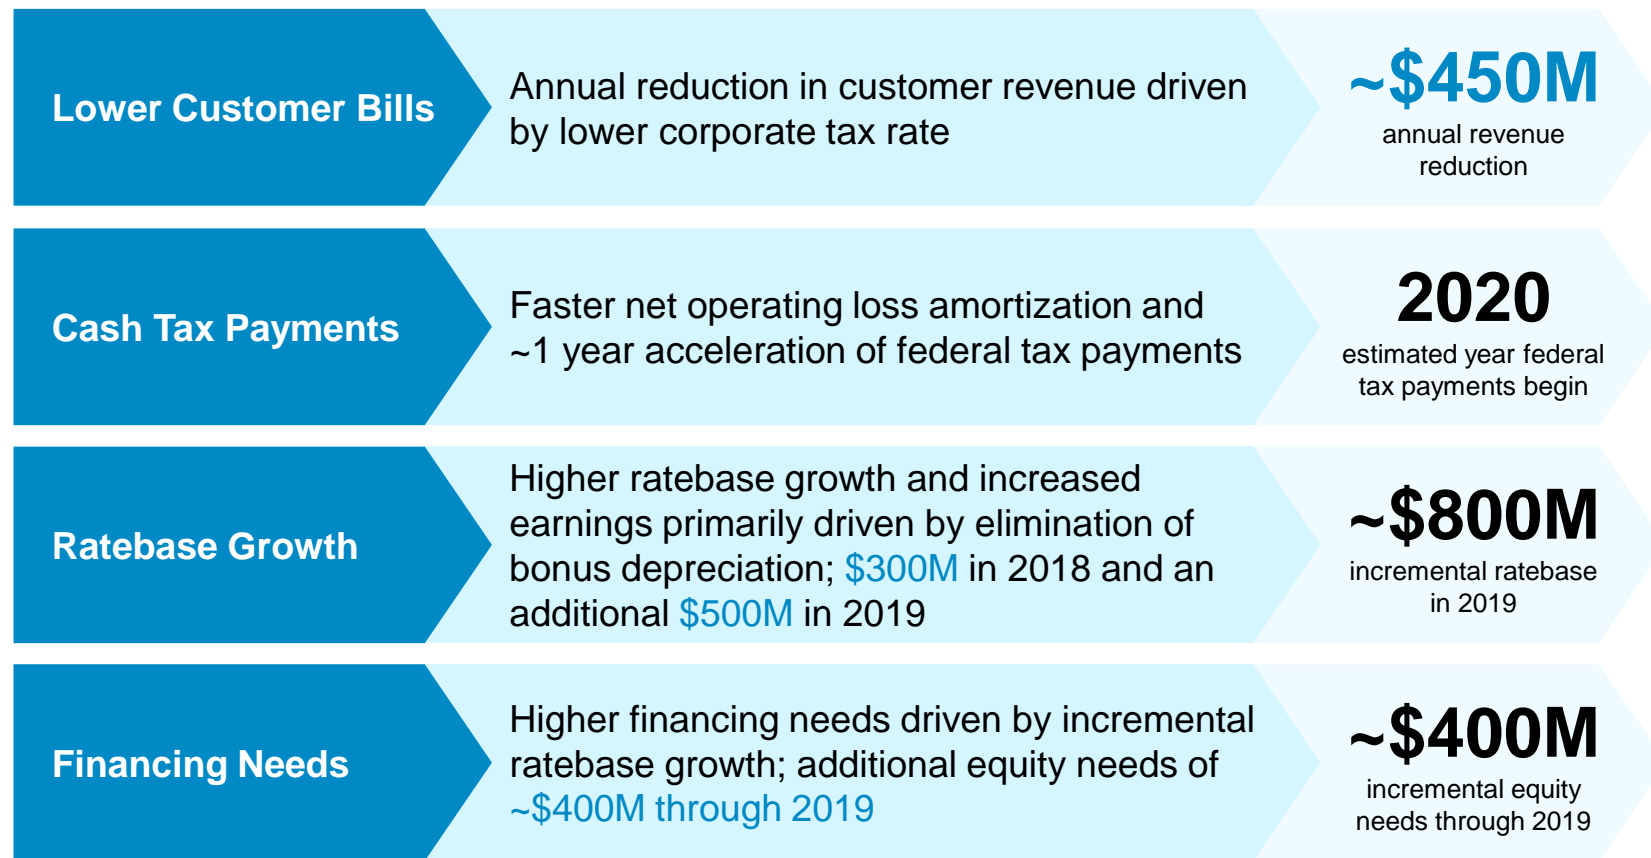 Lower Customer Bills
Annual reduction in customer revenue driven
by lower corporate tax rate
~$450M
annual revenue
reduction
Cash Tax Payments
Faster net operating loss amortization and
~1 year acceleration of federal tax payments
2020
estimated year federal
tax payments begin
Ratebase Growth
Higher ratebase growth and increased
earnings primarily driven by elimination of
bonus depreciation; $300M in 2018 and an
additional $500M in 2019
~$800M
incremental ratebase
in 2019
Financing Needs
Higher financing needs driven by incremental
ratebase growth; additional equity needs of
~$400M through 2019
~$400M
incremental equity
needs through 2019